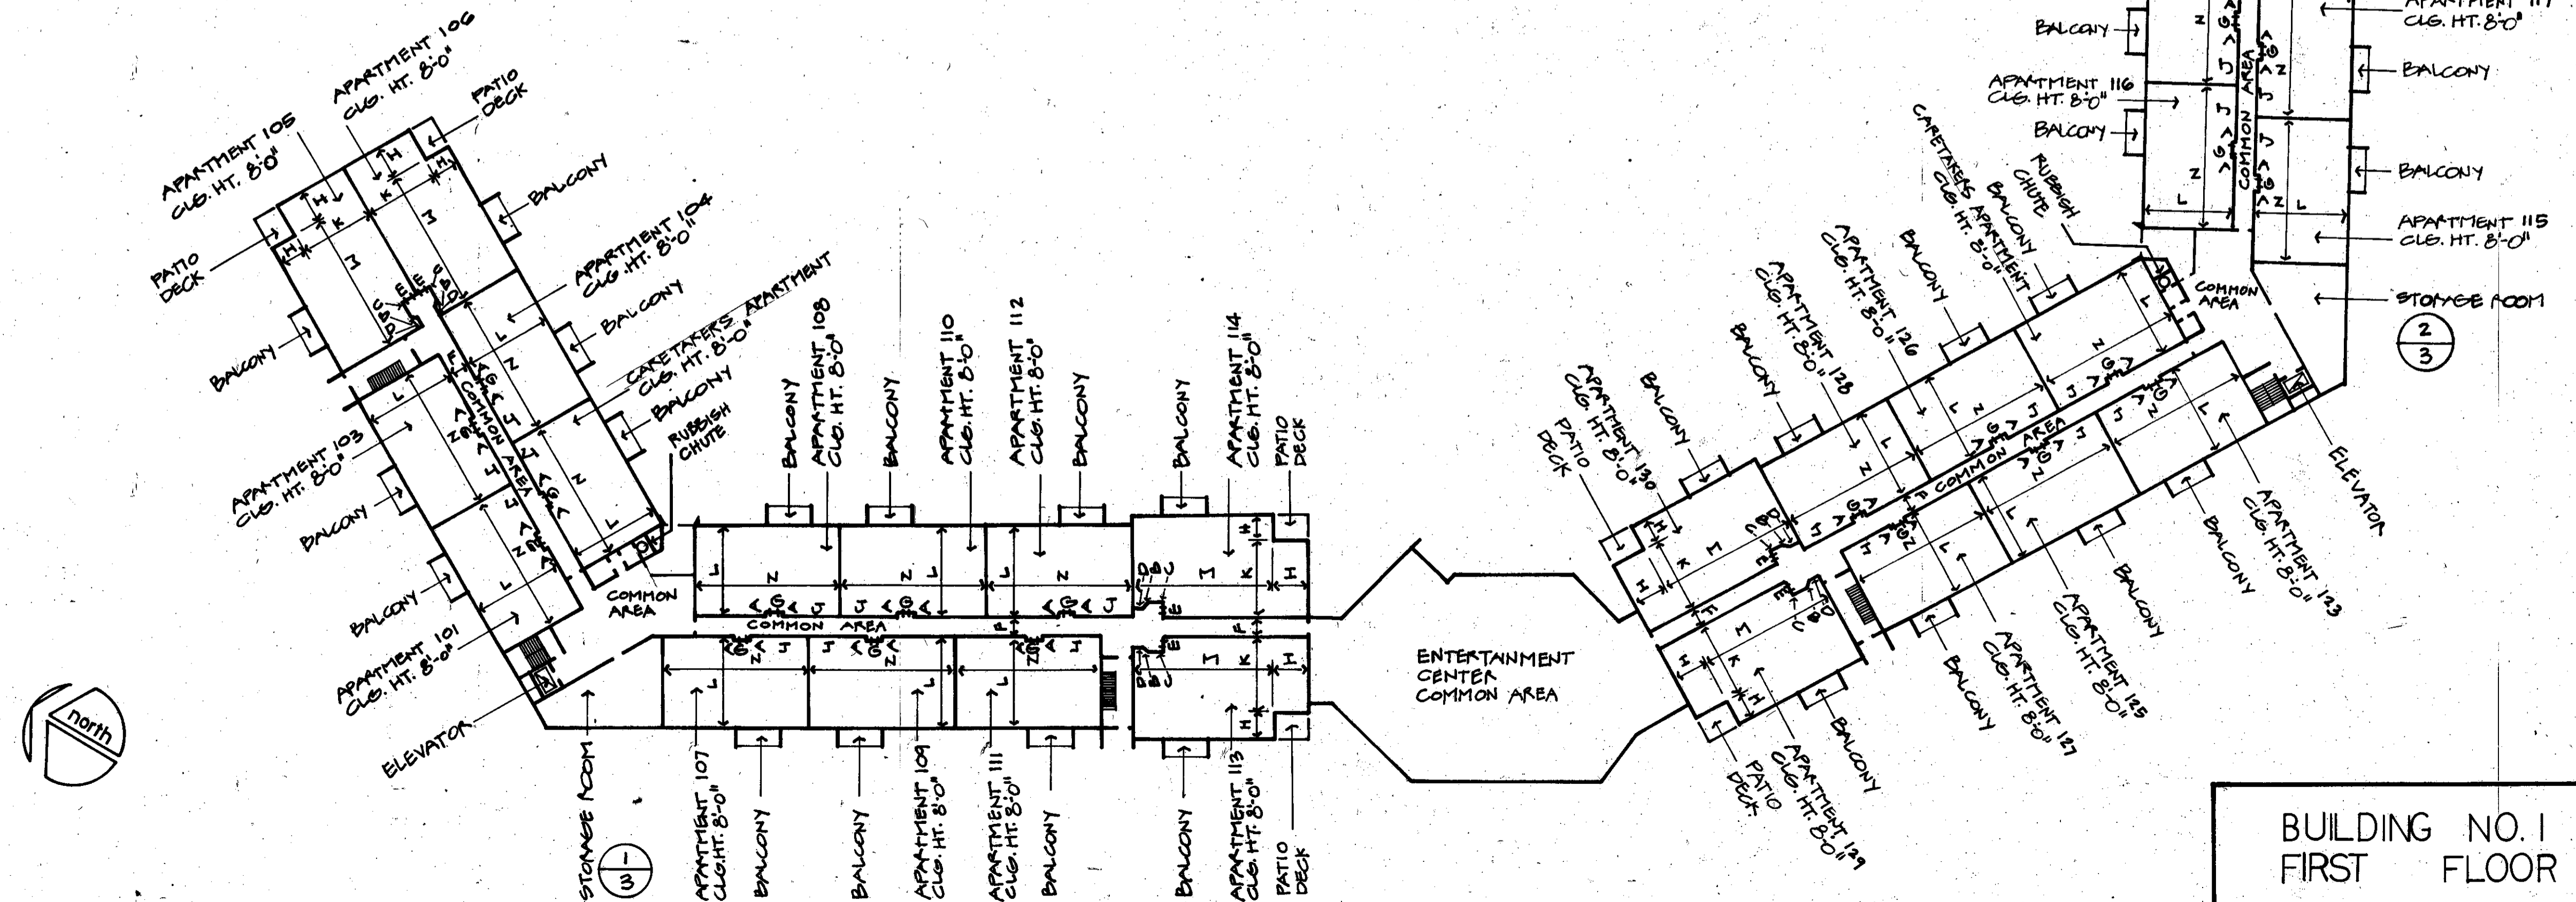 APARTMENT 106
CLG. HT. 8'-0"
PATIO
DECK
APARTMENT 105
CLG. HT. 8'-0"
BALCONY
APARTMENT 104
CLG. HT. 8'-0"
PATIO
DECK
BALCONY
CARETAKERS APARTMENT
CLG. HT. 8'-0"
BALCONY
BALCONY
RUBBISH
CHUTE
APARTMENT 103
CLG. HT. 8'-0"
BALCONY
BALCONY
APARTMENT 101
CLG. HT. 8'-0"
ELEVATOR
COMMON AREA
COMMON
AREA
north
BALCONY
APARTMENT 108
CLG. HT. 8'-0"
BALCONY
APARTMENT 110
CLG. HT. 8'-0"
APARTMENT 112
CLG. HT. 8'-0"
BALCONY
BALCONY
APARTMENT 114
CLG. HT. 8'-0"
PATIO
DECK
COMMON AREA
STORAGE ROOM
1
3
APARTMENT 107
CLG. HT. 8'-0"
BALCONY
BALCONY
APARTMENT 109
CLG. HT. 8'-0"
APARTMENT 111
CLG. HT. 8'-0"
BALCONY
BALCONY
APARTMENT 113
CLG. HT. 8'-0"
PATIO
DECK
ENTERTAINMENT
CENTER
COMMON AREA
PATIO
DECK
APARTMENT 130
CLG. HT. 8'-0"
BALCONY
BALCONY
APARTMENT 128
CLG. HT. 8'-0"
APARTMENT 126
CLG. HT. 8'-0"
BALCONY
CARETAKERS APARTMENT
CLG. HT. 8'-0"
BALCONY
RUBBISH
CHUTE
COMMON AREA
COMMON
AREA
ELEVATOR
APARTMENT 123
CLG. HT. 8'-0"
BALCONY
APARTMENT 125
CLG. HT. 8'-0"
BALCONY
APARTMENT 127
CLG. HT. 8'-0"
BALCONY
BALCONY
APARTMENT 129
CLG. HT. 8'-0"
PATIO
DECK
BALCONY
APARTMENT 116
CLG. HT. 8'-0"
BALCONY
COMMON AREA
APARTMENT 117
CLG. HT. 8'-0"
BALCONY
BALCONY
APARTMENT 115
CLG. HT. 8'-0"
STORAGE ROOM
2
3
BUILDING NO. 1
FIRST FLOOR